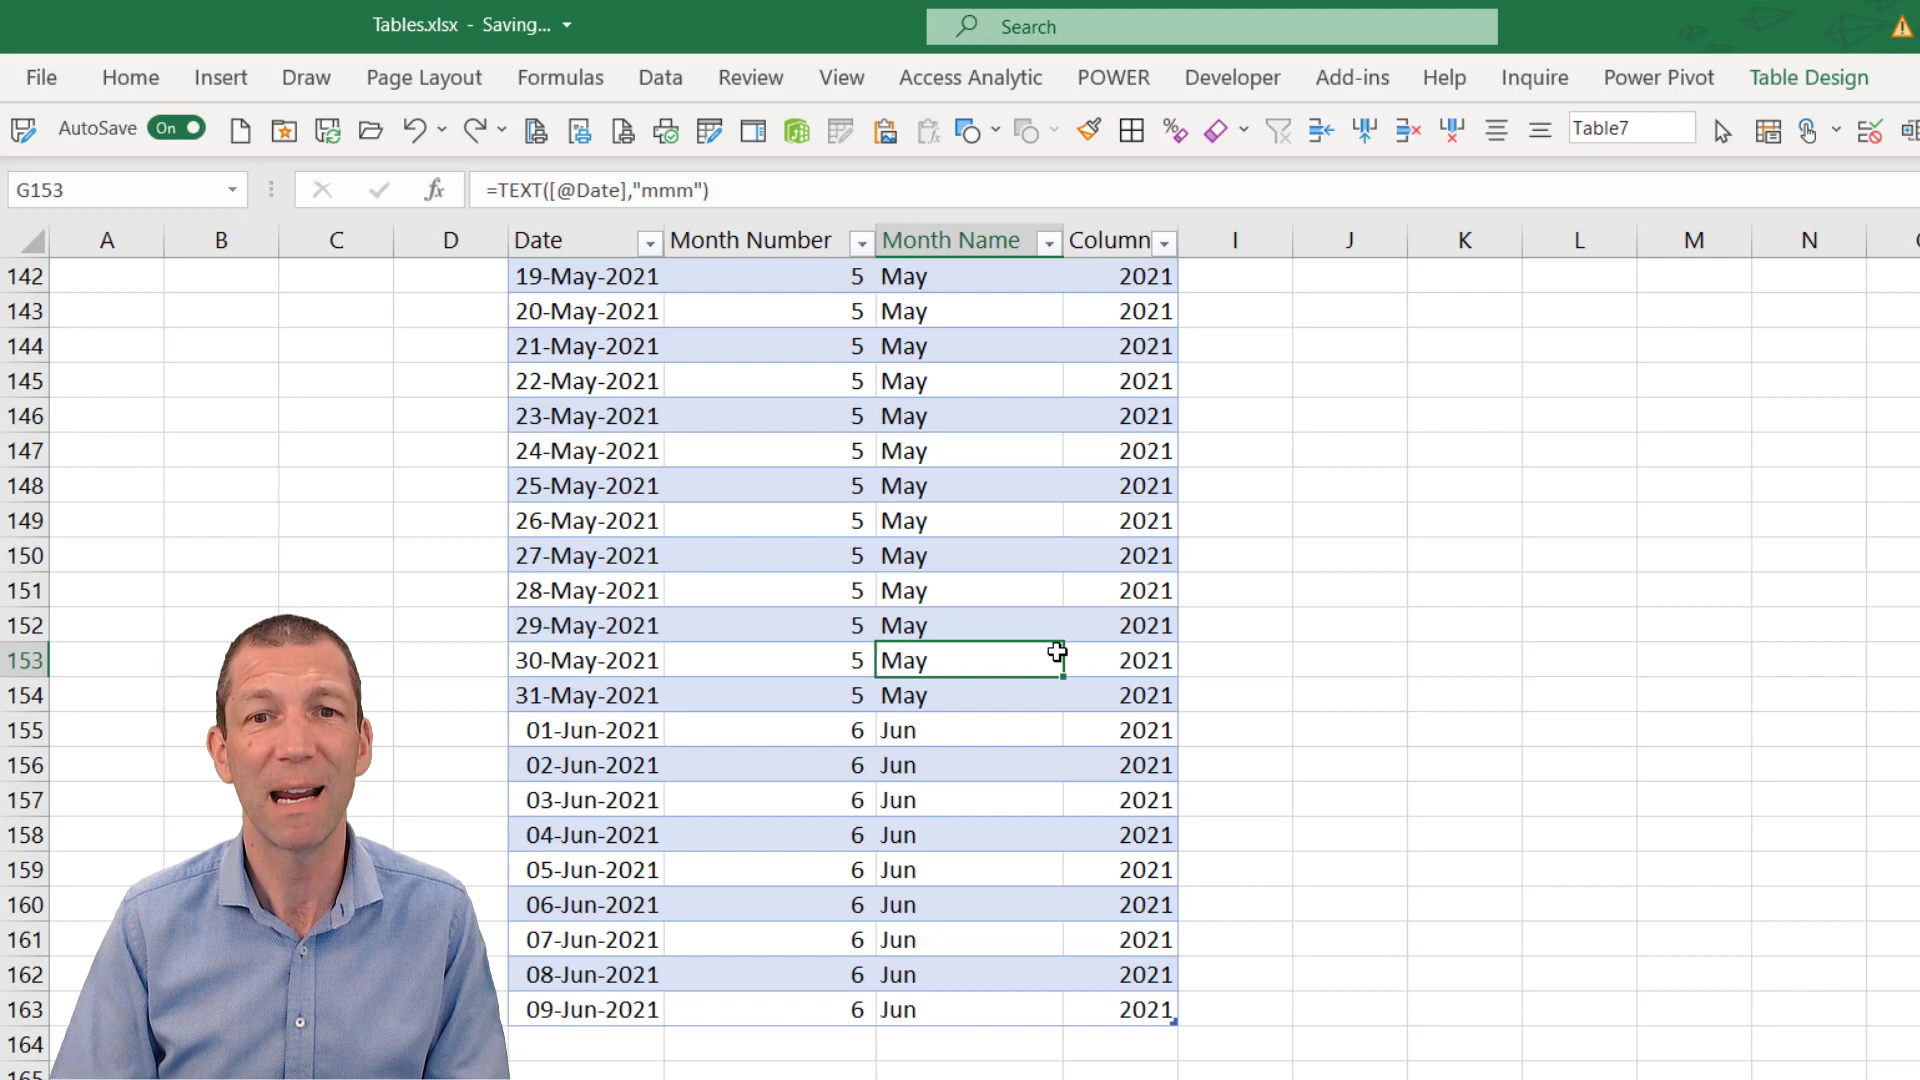 Tables.xlsx - Saving...
Search
File Home Insert Draw Page Layout Formulas Data Review View Access Analytic POWER Developer Add-ins Help Inquire Power Pivot Table Design
AutoSave On Table7
G153 fx =TEXT([@Date],"mmm")
A B C D Date Month Number Month Name Column I J K L M N
142 19-May-2021 5 May 2021
143 20-May-2021 5 May 2021
144 21-May-2021 5 May 2021
145 22-May-2021 5 May 2021
146 23-May-2021 5 May 2021
147 24-May-2021 5 May 2021
148 25-May-2021 5 May 2021
149 26-May-2021 5 May 2021
150 27-May-2021 5 May 2021
151 28-May-2021 5 May 2021
152 29-May-2021 5 May 2021
153 30-May-2021 5 May 2021
154 31-May-2021 5 May 2021
155 01-Jun-2021 6 Jun 2021
156 02-Jun-2021 6 Jun 2021
157 03-Jun-2021 6 Jun 2021
158 04-Jun-2021 6 Jun 2021
159 05-Jun-2021 6 Jun 2021
160 06-Jun-2021 6 Jun 2021
161 07-Jun-2021 6 Jun 2021
162 08-Jun-2021 6 Jun 2021
163 09-Jun-2021 6 Jun 2021
164